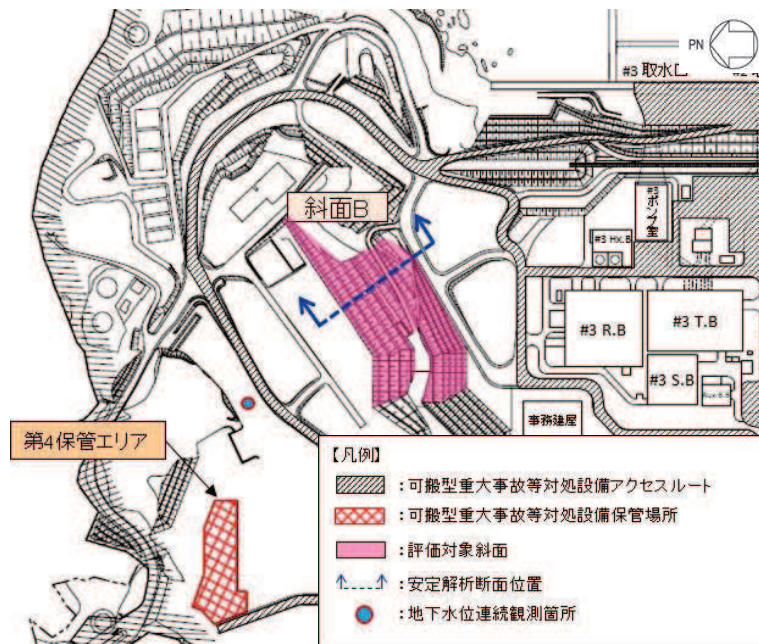 PN
#3 取水口
斜面B
#3 ポンプ室
#3 Hx.B
#3 R.B
#3 T.B
#3 S.B
事務建屋
第4保管エリア
【凡例】
：可搬型重大事故等対処設備アクセスルート
：可搬型重大事故等対処設備保管場所
：評価対象斜面
：安定解析断面位置
：地下水位連続観測箇所